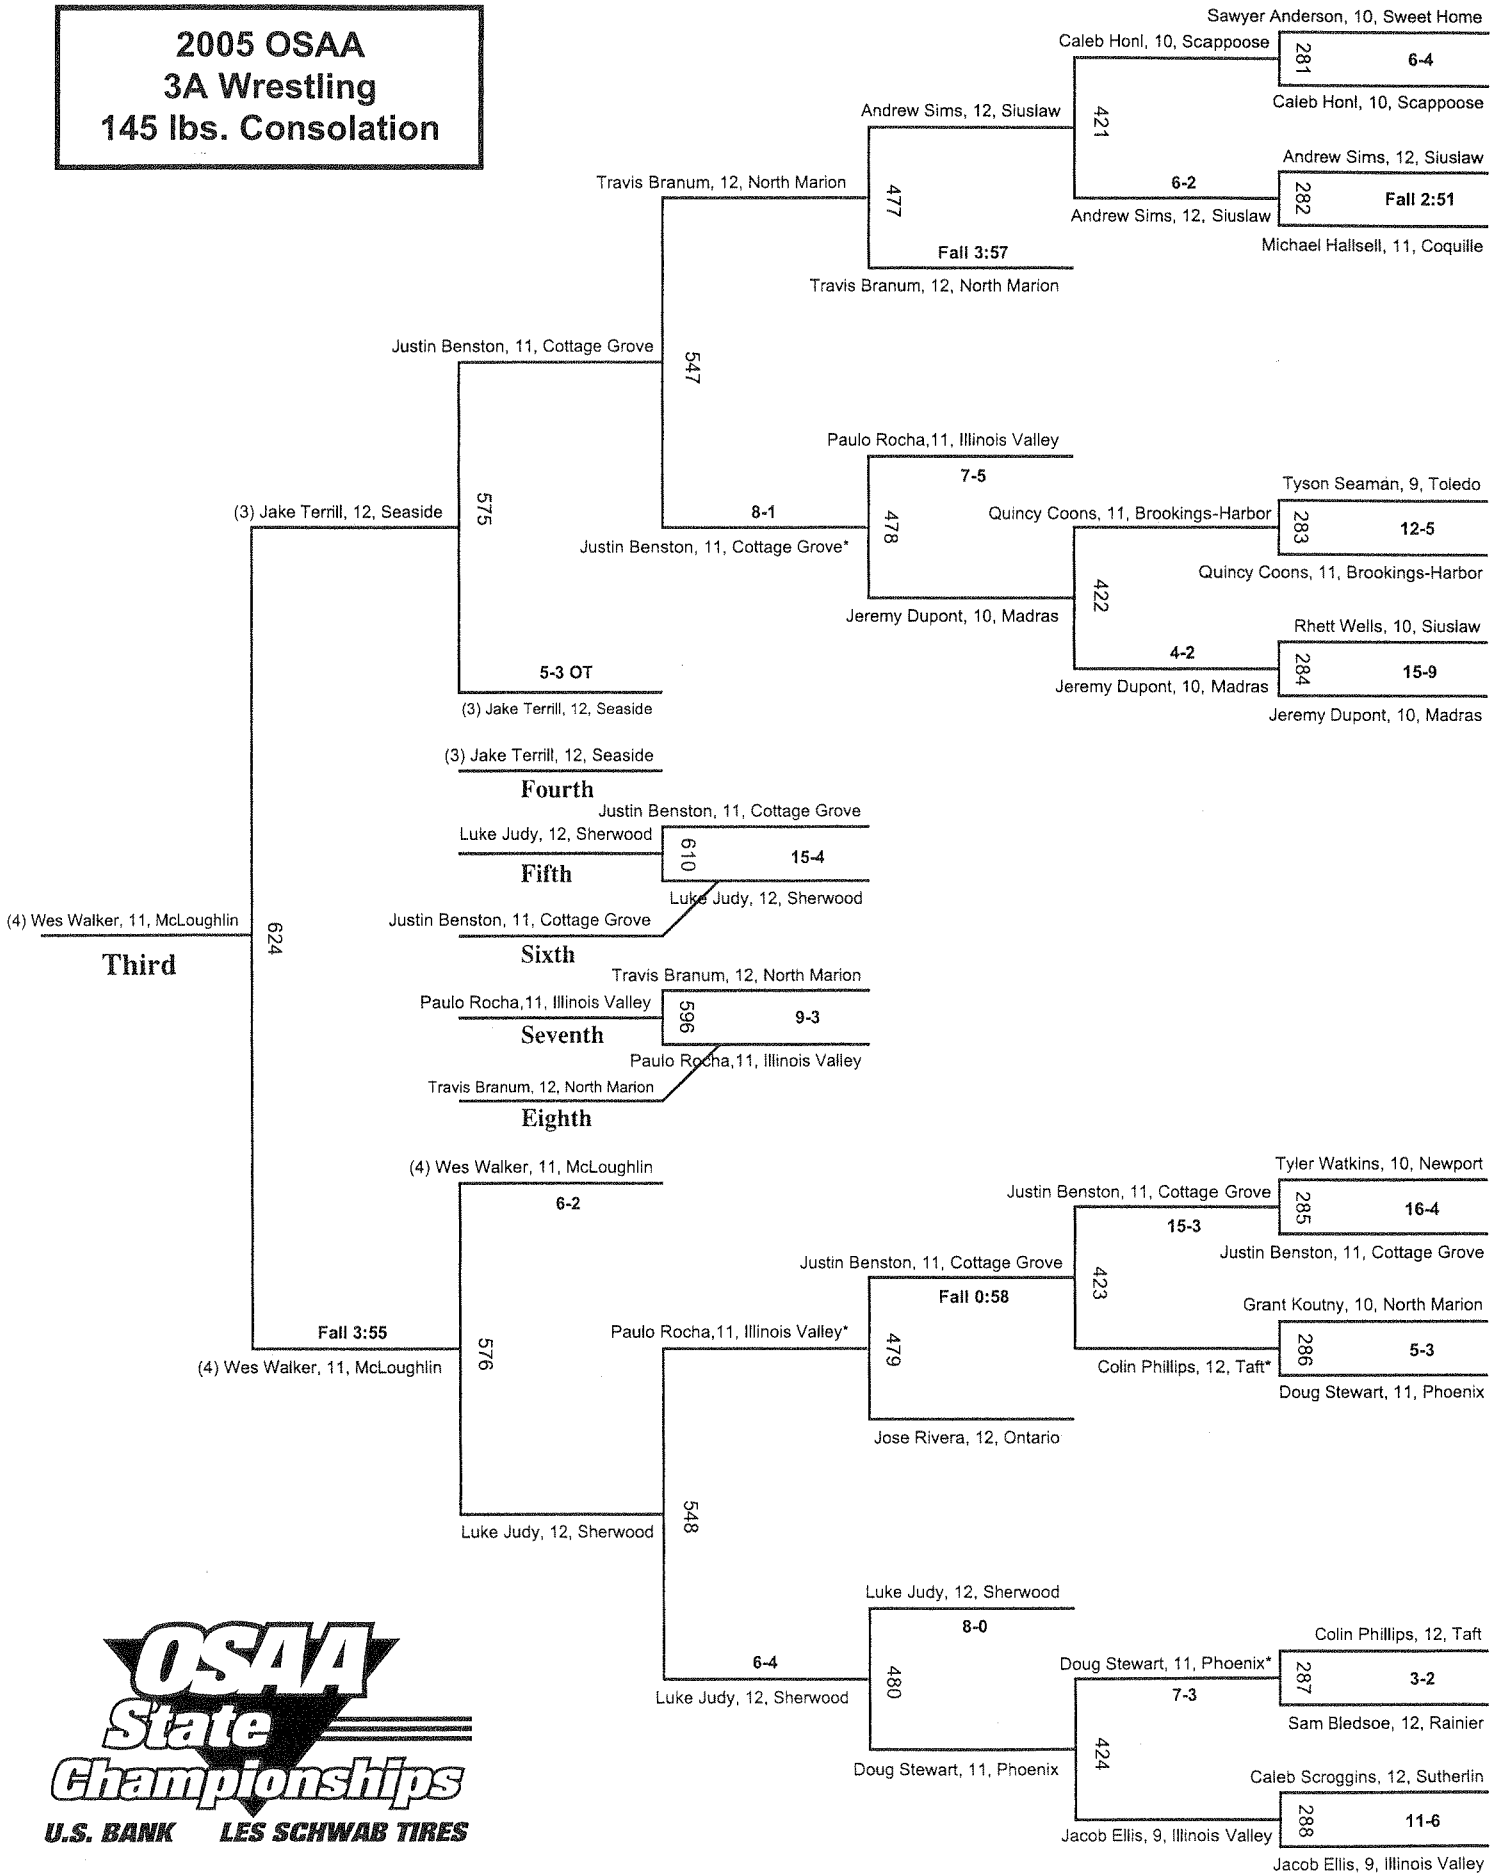 2005 OSAA
3A Wrestling
145 lbs. Consolation
Sawyer Anderson, 10, Sweet Home
281
6-4
Caleb Honl, 10, Scappoose
Caleb Honl, 10, Scappoose
421
Andrew Sims, 12, Siuslaw
282
Fall 2:51
Michael Hallsell, 11, Coquille
6-2
Andrew Sims, 12, Siuslaw
Andrew Sims, 12, Siuslaw
477
Fall 3:57
Travis Branum, 12, North Marion
Travis Branum, 12, North Marion
547
Justin Benston, 11, Cottage Grove
Paulo Rocha,11, Illinois Valley
7-5
478
8-1
Justin Benston, 11, Cottage Grove*
Tyson Seaman, 9, Toledo
283
12-5
Quincy Coons, 11, Brookings-Harbor
Quincy Coons, 11, Brookings-Harbor
422
Rhett Wells, 10, Siuslaw
284
15-9
Jeremy Dupont, 10, Madras
4-2
Jeremy Dupont, 10, Madras
Jeremy Dupont, 10, Madras
(3) Jake Terrill, 12, Seaside
575
5-3 OT
(3) Jake Terrill, 12, Seaside
(3) Jake Terrill, 12, Seaside
Fourth
Justin Benston, 11, Cottage Grove
Luke Judy, 12, Sherwood
610
15-4
Fifth
Luke Judy, 12, Sherwood
Justin Benston, 11, Cottage Grove
Sixth
(4) Wes Walker, 11, McLoughlin
624
Third
Travis Branum, 12, North Marion
Paulo Rocha,11, Illinois Valley
596
9-3
Seventh
Paulo Rocha,11, Illinois Valley
Travis Branum, 12, North Marion
Eighth
(4) Wes Walker, 11, McLoughlin
6-2
576
Fall 3:55
(4) Wes Walker, 11, McLoughlin
Tyler Watkins, 10, Newport
285
16-4
Justin Benston, 11, Cottage Grove
Justin Benston, 11, Cottage Grove
15-3
423
Grant Koutny, 10, North Marion
286
5-3
Doug Stewart, 11, Phoenix
Colin Phillips, 12, Taft*
Justin Benston, 11, Cottage Grove
Fall 0:58
479
Jose Rivera, 12, Ontario
Paulo Rocha,11, Illinois Valley*
548
Luke Judy, 12, Sherwood
Luke Judy, 12, Sherwood
8-0
480
6-4
Luke Judy, 12, Sherwood
Colin Phillips, 12, Taft
287
3-2
Sam Bledsoe, 12, Rainier
Doug Stewart, 11, Phoenix*
7-3
424
Doug Stewart, 11, Phoenix
Caleb Scroggins, 12, Sutherlin
288
11-6
Jacob Ellis, 9, Illinois Valley
Jacob Ellis, 9, Illinois Valley
OSAA
State
Championships
U.S. BANK LES SCHWAB TIRES